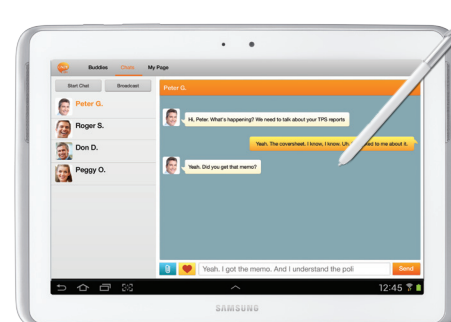 Buddies Chats My Page
Start Chat Broadcast
Peter G.
Peter G.
Roger S.
Don D.
Peggy O.
Hi, Peter. What's happening? We need to talk about your TPS reports
Yeah. The coversheet. I know, I know. Uh, ed to me about it.
Yeah. Did you get that memo?
Yeah. I got the memo. And I understand the poli
Send
12:45
SAMSUNG